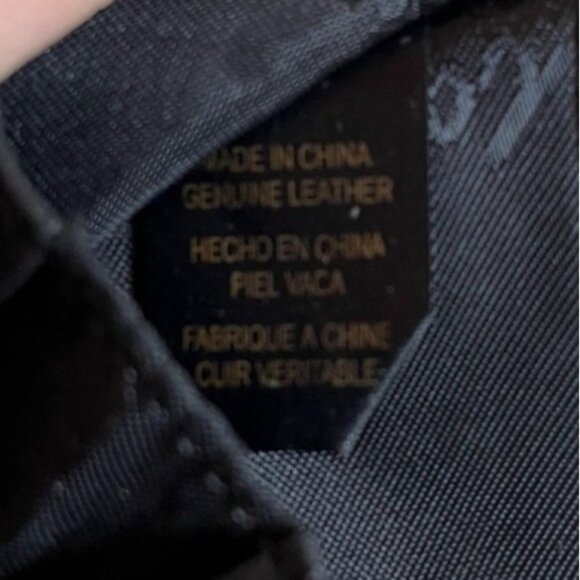 MADE IN CHINA
GENUINE LEATHER
HECHO EN CHINA
PIEL VACA
FABRIQUE A CHINE
CUIR VERITABLE